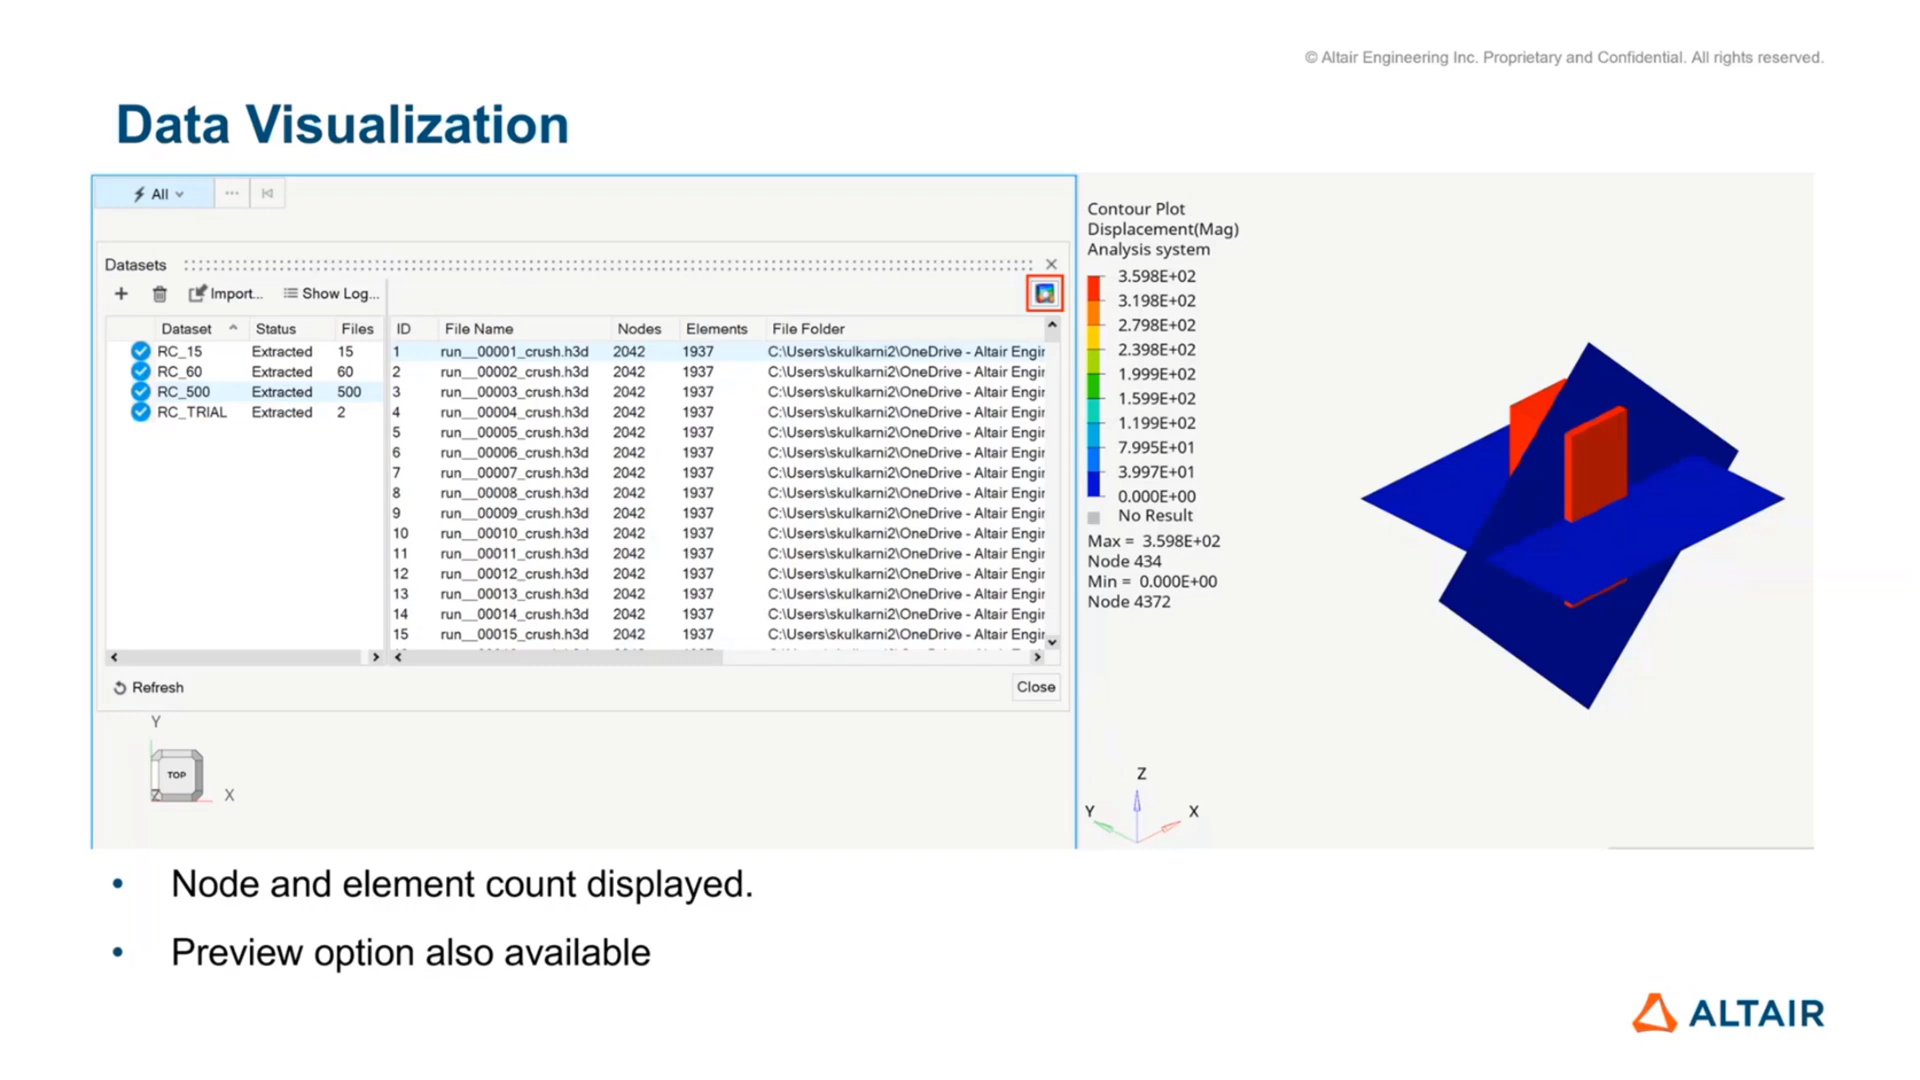 © Altair Engineering Inc. Proprietary and Confidential. All rights reserved.
Data Visualization
All
Datasets
Import... Show Log...
Dataset Status Files
RC_15 Extracted 15
RC_60 Extracted 60
RC_500 Extracted 500
RC_TRIAL Extracted 2
ID File Name Nodes Elements File Folder
1 run__00001_crush.h3d 2042 1937 C:\Users\skulkarni2\OneDrive - Altair Engir
2 run__00002_crush.h3d 2042 1937 C:\Users\skulkarni2\OneDrive - Altair Engir
3 run__00003_crush.h3d 2042 1937 C:\Users\skulkarni2\OneDrive - Altair Engir
4 run__00004_crush.h3d 2042 1937 C:\Users\skulkarni2\OneDrive - Altair Engir
5 run__00005_crush.h3d 2042 1937 C:\Users\skulkarni2\OneDrive - Altair Engir
6 run__00006_crush.h3d 2042 1937 C:\Users\skulkarni2\OneDrive - Altair Engir
7 run__00007_crush.h3d 2042 1937 C:\Users\skulkarni2\OneDrive - Altair Engir
8 run__00008_crush.h3d 2042 1937 C:\Users\skulkarni2\OneDrive - Altair Engir
9 run__00009_crush.h3d 2042 1937 C:\Users\skulkarni2\OneDrive - Altair Engir
10 run__00010_crush.h3d 2042 1937 C:\Users\skulkarni2\OneDrive - Altair Engir
11 run__00011_crush.h3d 2042 1937 C:\Users\skulkarni2\OneDrive - Altair Engir
12 run__00012_crush.h3d 2042 1937 C:\Users\skulkarni2\OneDrive - Altair Engir
13 run__00013_crush.h3d 2042 1937 C:\Users\skulkarni2\OneDrive - Altair Engir
14 run__00014_crush.h3d 2042 1937 C:\Users\skulkarni2\OneDrive - Altair Engir
15 run__00015_crush.h3d 2042 1937 C:\Users\skulkarni2\OneDrive - Altair Engir
Refresh
Close
Y
TOP
Z
X
Contour Plot
Displacement(Mag)
Analysis system
3.598E+02
3.198E+02
2.798E+02
2.398E+02
1.999E+02
1.599E+02
1.199E+02
7.995E+01
3.997E+01
0.000E+00
No Result
Max = 3.598E+02
Node 434
Min = 0.000E+00
Node 4372
Z
Y
X
• Node and element count displayed.
• Preview option also available
ALTAIR